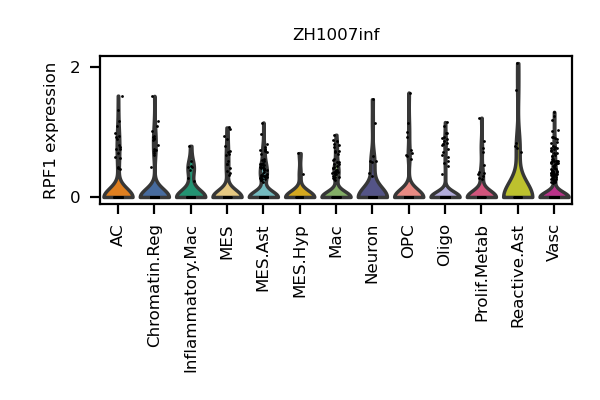 ZH1007inf
RPF1 expression
2
0
AC
Chromatin.Reg
Inflammatory.Mac
MES
MES.Ast
MES.Hyp
Mac
Neuron
OPC
Oligo
Prolif.Metab
Reactive.Ast
Vasc